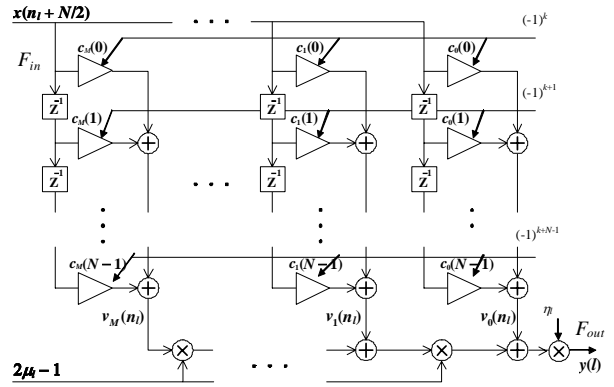 x(n_l + N/2) . . . (-1)^k
F_in c_M(0) c_1(0) c_0(0)
(-1)^{k+1}
Z^-1 Z^-1 Z^-1
c_M(1) c_1(1) c_0(1)
+ + +
Z^-1 . . . Z^-1 Z^-1
(-1)^{k+N-1}
c_M(N-1) c_1(N-1) c_0(N-1)
+ + +
v_M(n_l) v_1(n_l) v_0(n_l) η_l F_out
× + × + ×
2μ_l-1 . . . y(l)